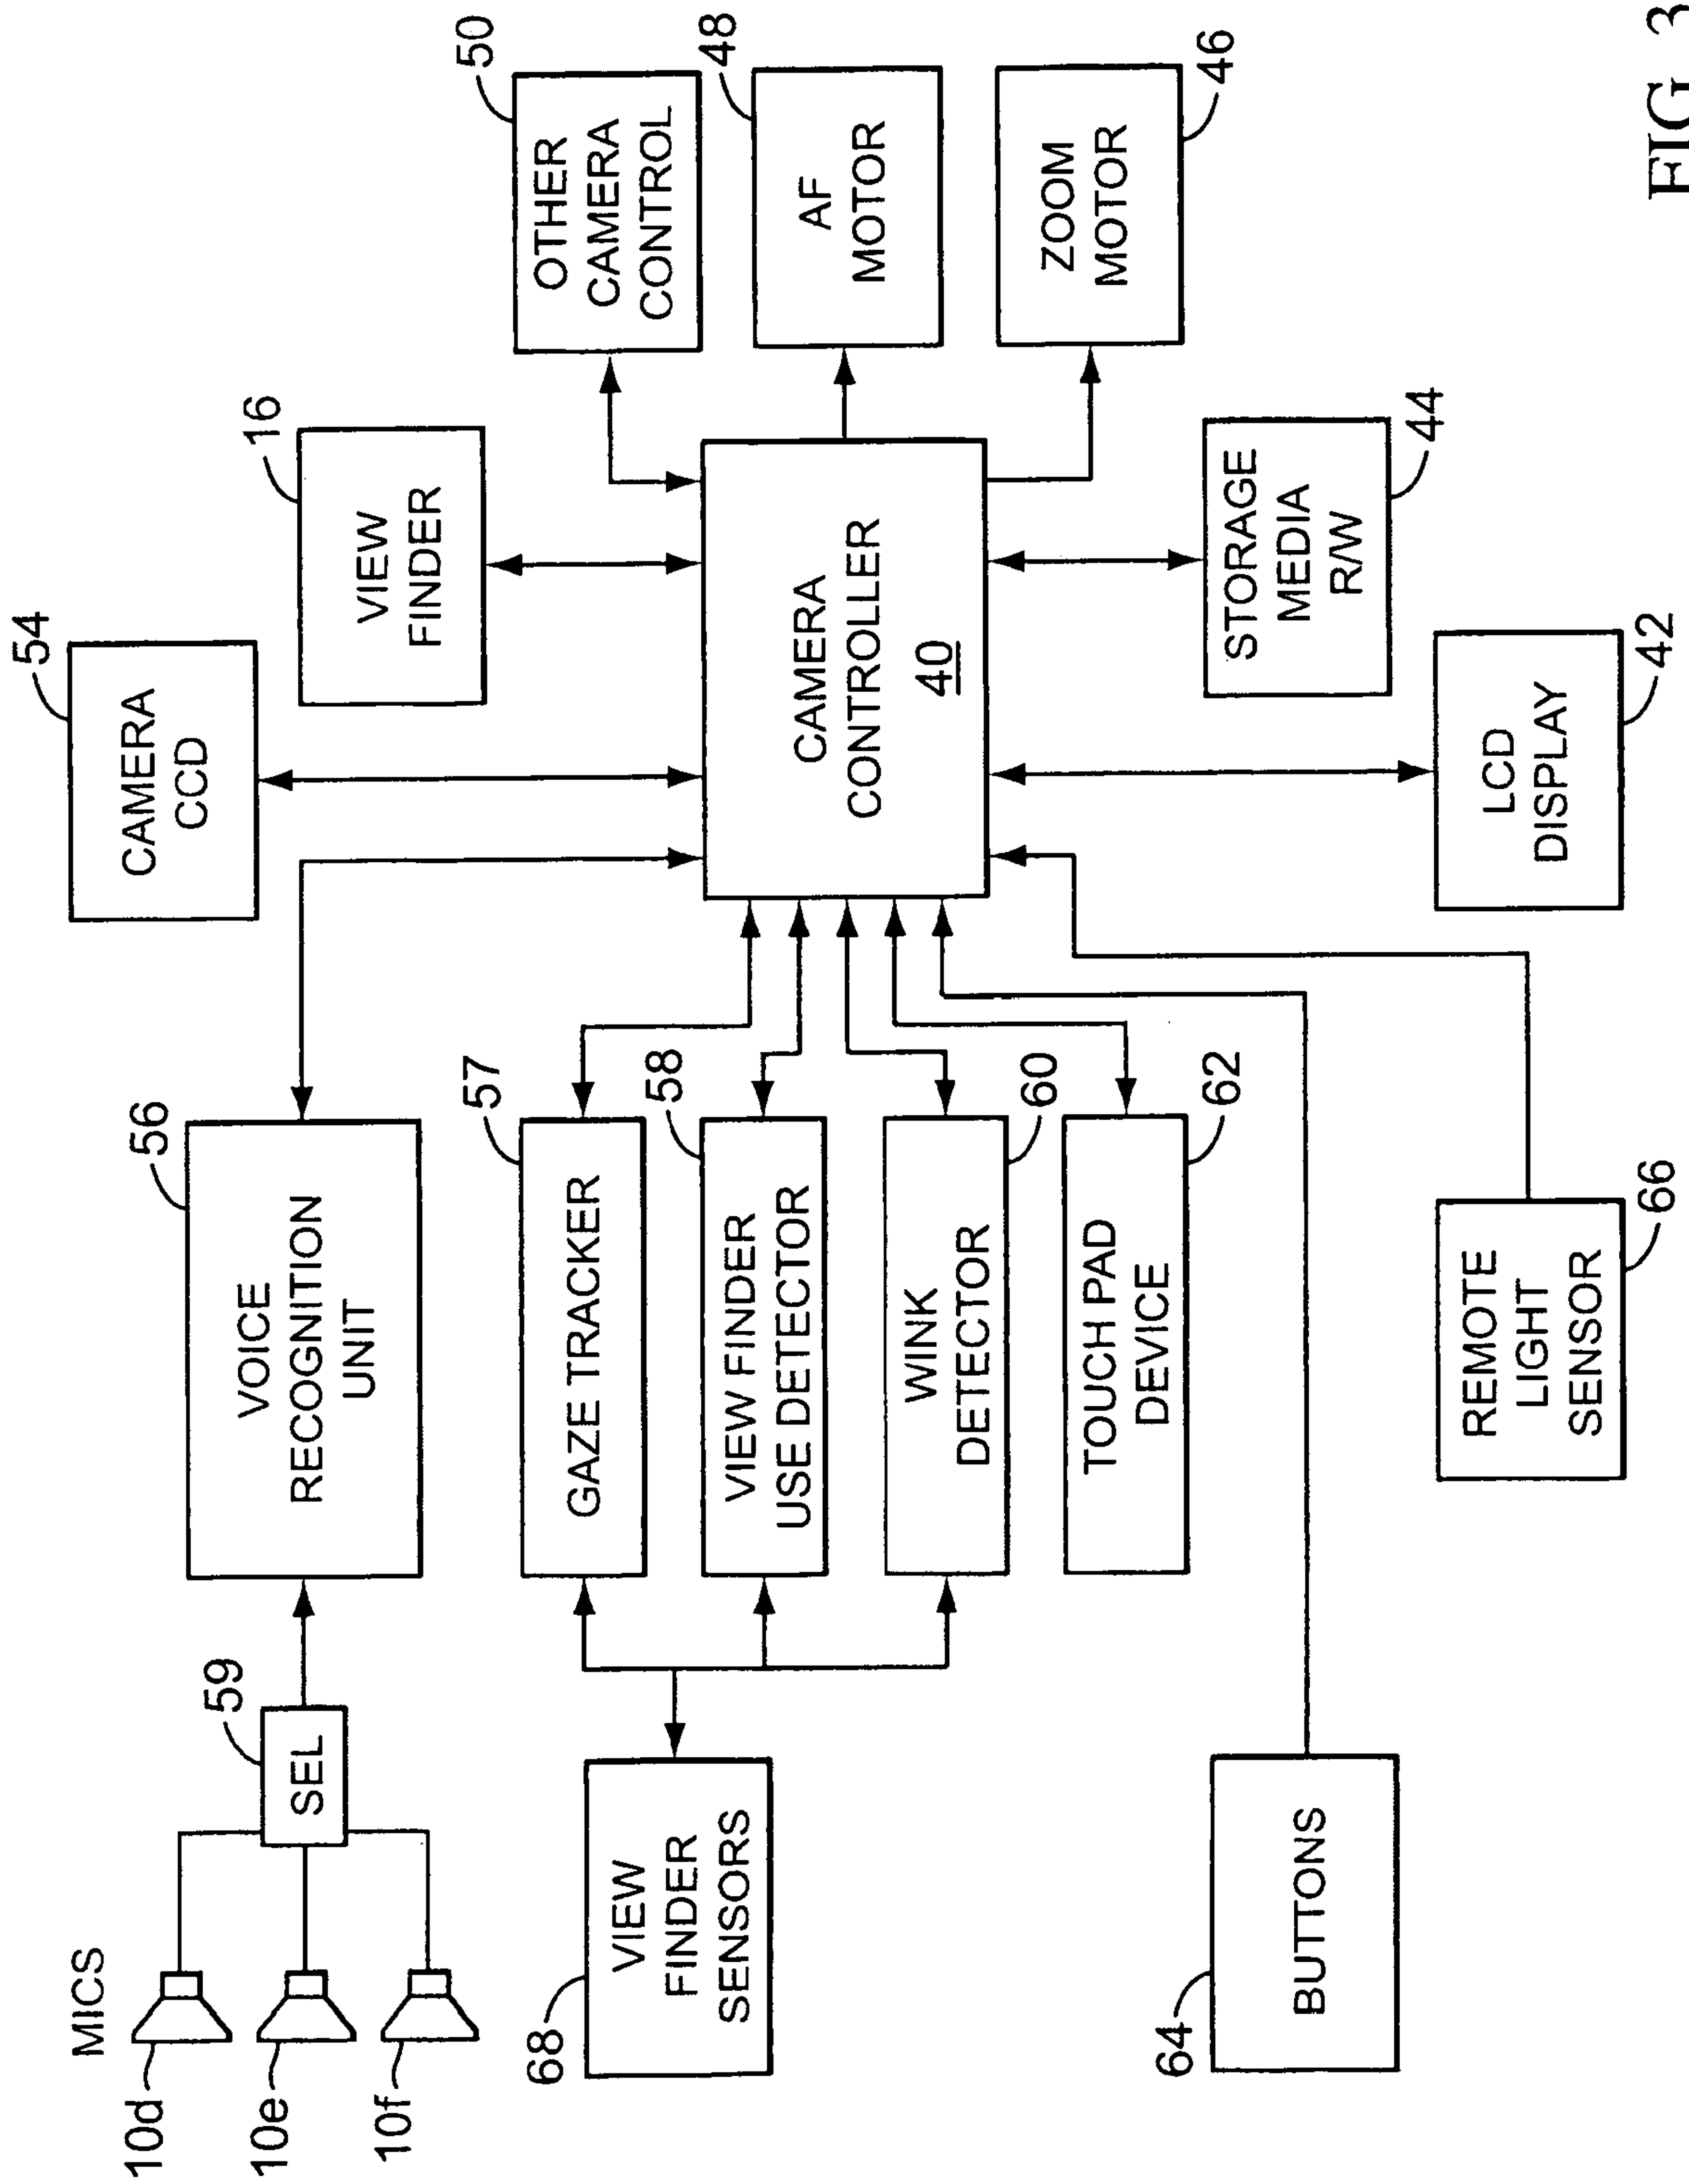 MICS
10d
10e
10f
59
SEL
56
VOICE
RECOGNITION
UNIT
54
CAMERA
CCD
16
VIEW
FINDER
50
OTHER
CAMERA
CONTROL
48
AF
MOTOR
46
ZOOM
MOTOR
57
GAZE TRACKER
58
VIEW FINDER
USE DETECTOR
60
WINK
DETECTOR
62
TOUCH PAD
DEVICE
CAMERA
CONTROLLER
40
68
VIEW
FINDER
SENSORS
64
BUTTONS
66
REMOTE
LIGHT
SENSOR
42
LCD
DISPLAY
44
STORAGE
MEDIA
R/W
FIG. 3